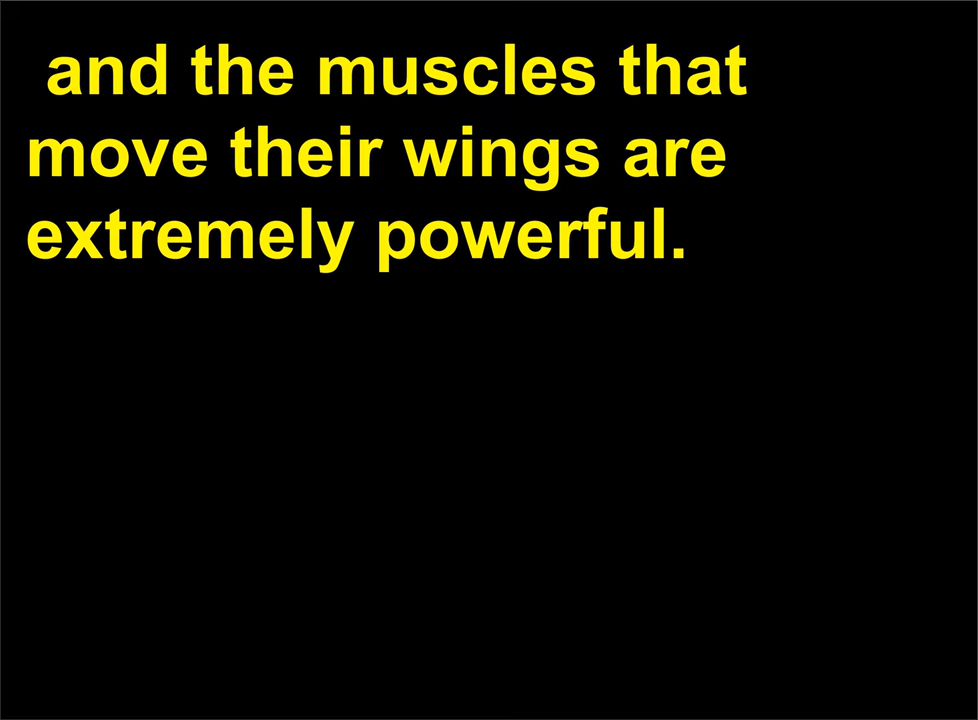 and the muscles that
move their wings are
extremely powerful.